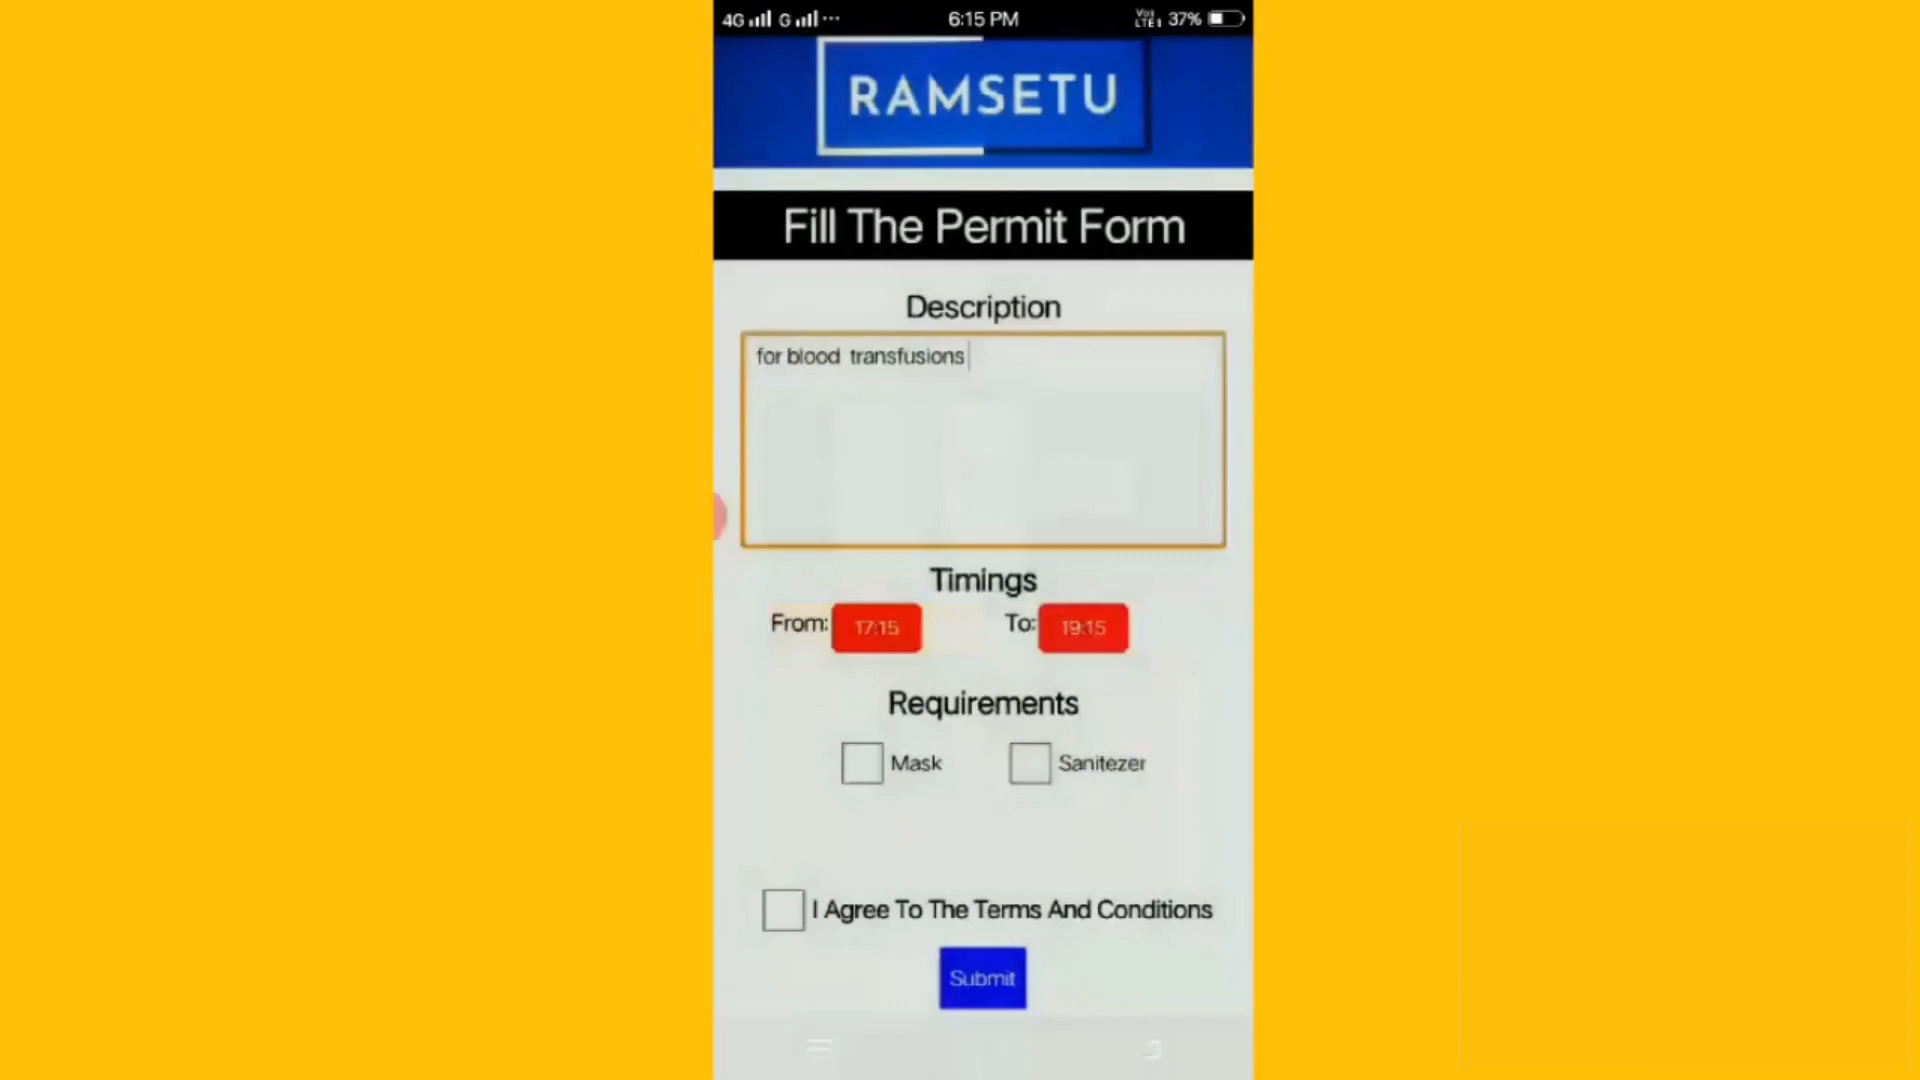 4G G ... 6:15 PM VoLTE 37%
RAMSETU
Fill The Permit Form
Description
for blood transfusions
Timings
From: 17:15 To: 19:15
Requirements
Mask Sanitezer
I Agree To The Terms And Conditions
Submit